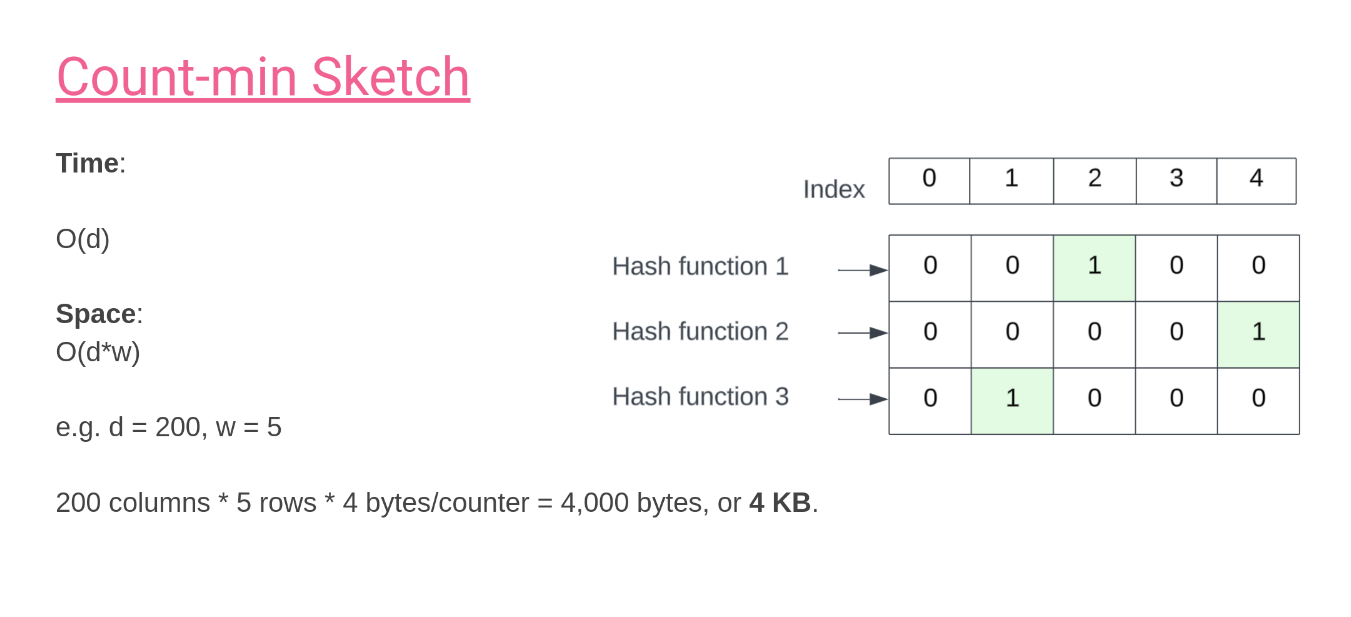 Count-min Sketch
Time:
O(d)
Space:
O(d*w)
e.g. d = 200, w = 5
200 columns * 5 rows * 4 bytes/counter = 4,000 bytes, or 4 KB.
Index 0 1 2 3 4
Hash function 1 0 0 1 0 0
Hash function 2 0 0 0 0 1
Hash function 3 0 1 0 0 0